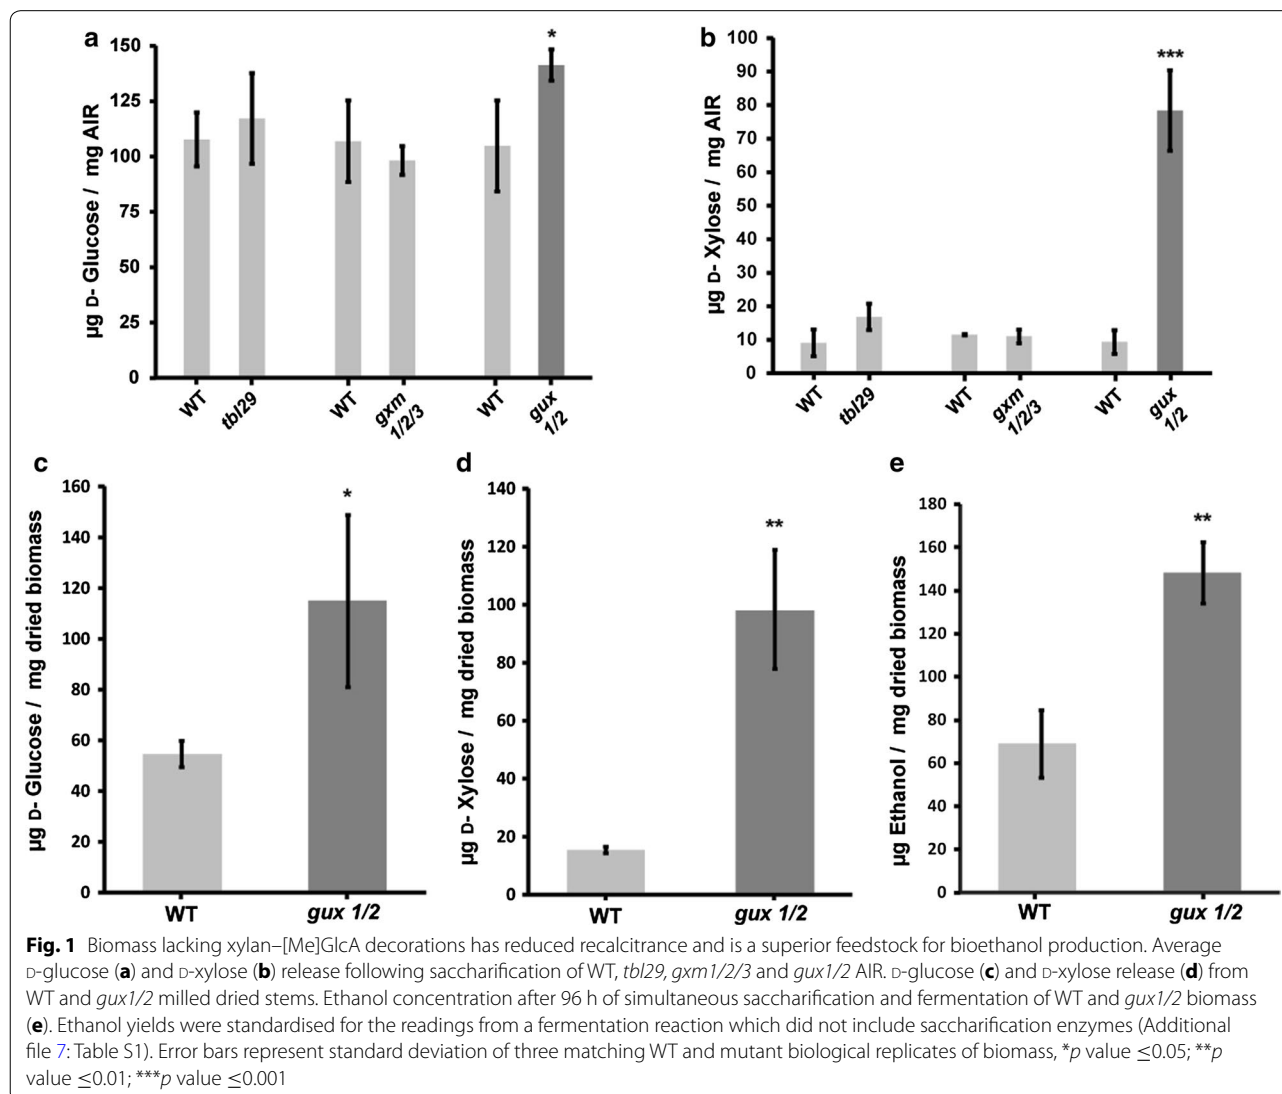 a
150
125
100
75
50
25
0
µg D- Glucose / mg AIR
*
WT
tbl29
WT
gxm 1/2/3
WT
gux 1/2
b
100
90
80
70
60
50
40
30
20
10
0
µg D- Xylose / mg AIR
***
WT
tbl29
WT
gxm 1/2/3
WT
gux 1/2
c
160
140
120
100
80
60
40
20
0
µg D- Glucose / mg dried biomass
*
WT
gux 1/2
d
140
120
100
80
60
40
20
0
µg D- Xylose / mg dried biomass
**
WT
gux 1/2
e
180
160
140
120
100
80
60
40
20
0
µg Ethanol / mg dried biomass
**
WT
gux 1/2
Fig. 1 Biomass lacking xylan–[Me]GlcA decorations has reduced recalcitrance and is a superior feedstock for bioethanol production. Average
D-glucose (a) and D-xylose (b) release following saccharification of WT, tbl29, gxm1/2/3 and gux1/2 AIR. D-glucose (c) and D-xylose release (d) from
WT and gux1/2 milled dried stems. Ethanol concentration after 96 h of simultaneous saccharification and fermentation of WT and gux1/2 biomass
(e). Ethanol yields were standardised for the readings from a fermentation reaction which did not include saccharification enzymes (Additional
file 7: Table S1). Error bars represent standard deviation of three matching WT and mutant biological replicates of biomass, *p value ≤0.05; **p
value ≤0.01; ***p value ≤0.001